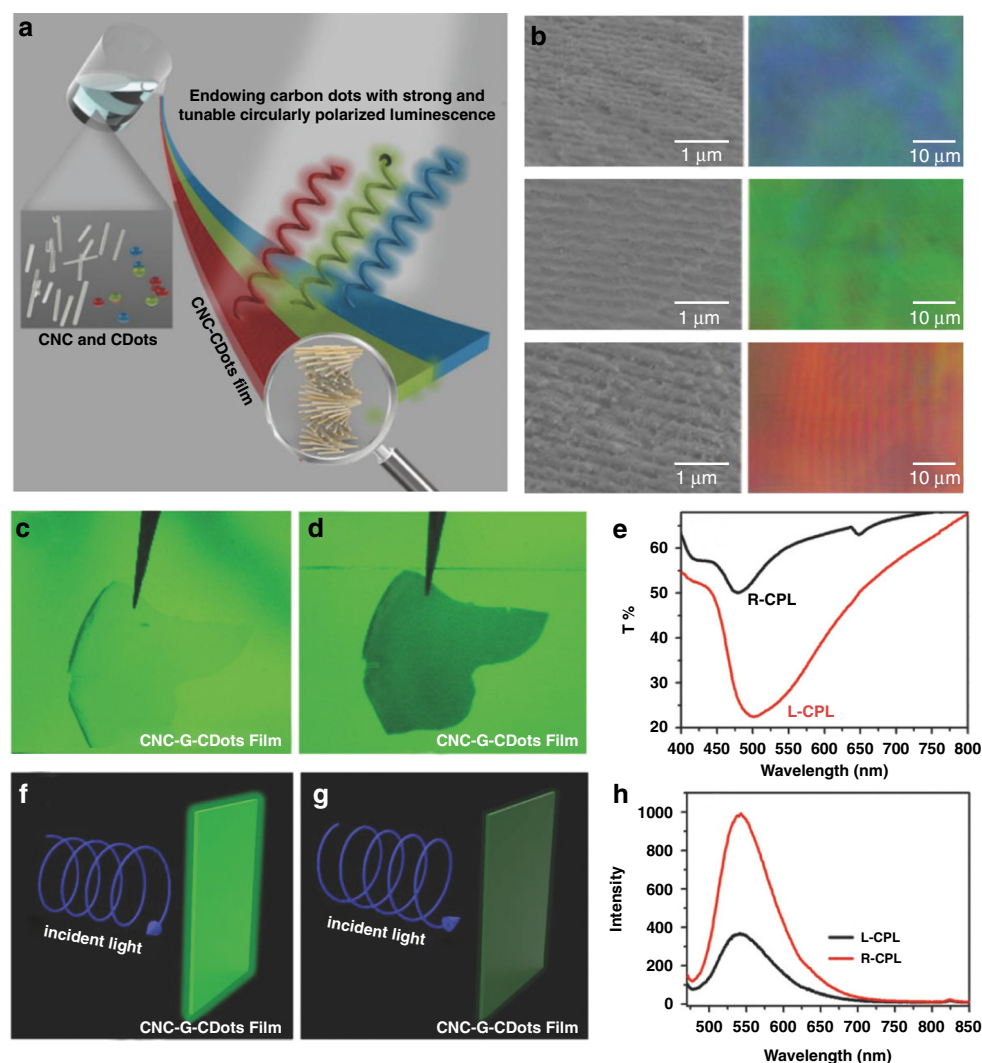 a
Endowing carbon dots with strong and
tunable circularly polarized luminescence
CNC and CDots
CNC-CDots film
b
1 μm
10 μm
1 μm
10 μm
1 μm
10 μm
c
CNC-G-CDots Film
d
CNC-G-CDots Film
e
T %
60
50
40
30
20
R-CPL
L-CPL
400 450 500 550 600 650 700 750 800
Wavelength (nm)
f
incident light
CNC-G-CDots Film
g
incident light
CNC-G-CDots Film
h
Intensity
1000
800
600
400
200
0
L-CPL
R-CPL
500 550 600 650 700 750 800 850
Wavelength (nm)